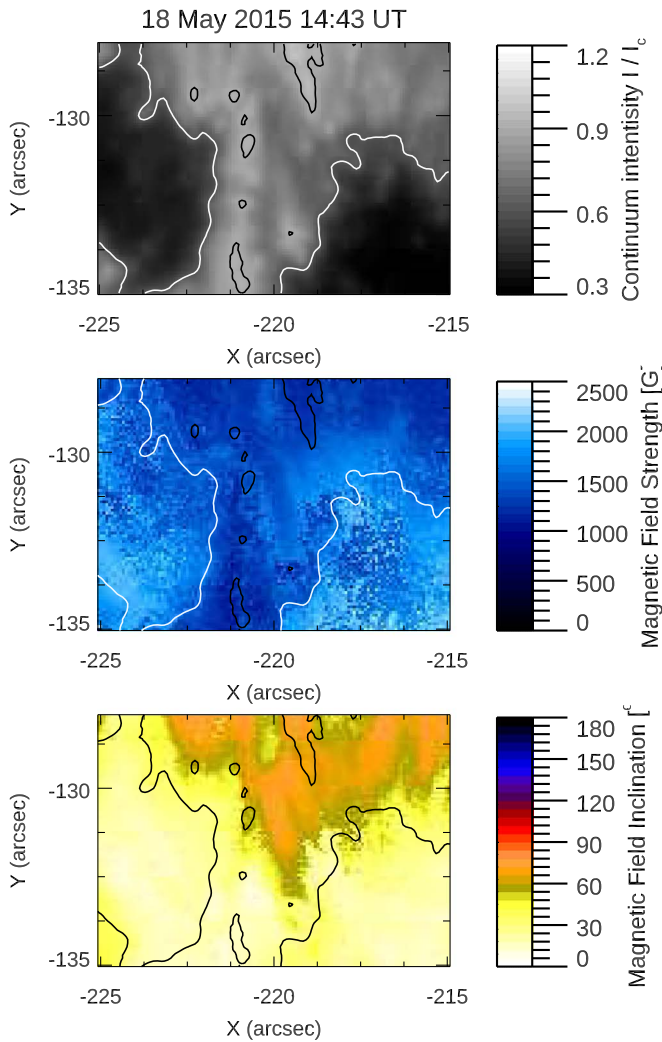 18 May 2015 14:43 UT
-130
-135
Y (arcsec)
-225 -220 -215
X (arcsec)
1.2
0.9
0.6
0.3
Continuum intentisity I / Ic
-130
-135
Y (arcsec)
-225 -220 -215
X (arcsec)
2500
2000
1500
1000
500
0
Magnetic Field Strength [G
-130
-135
Y (arcsec)
-225 -220 -215
X (arcsec)
180
150
120
90
60
30
0
Magnetic Field Inclination [